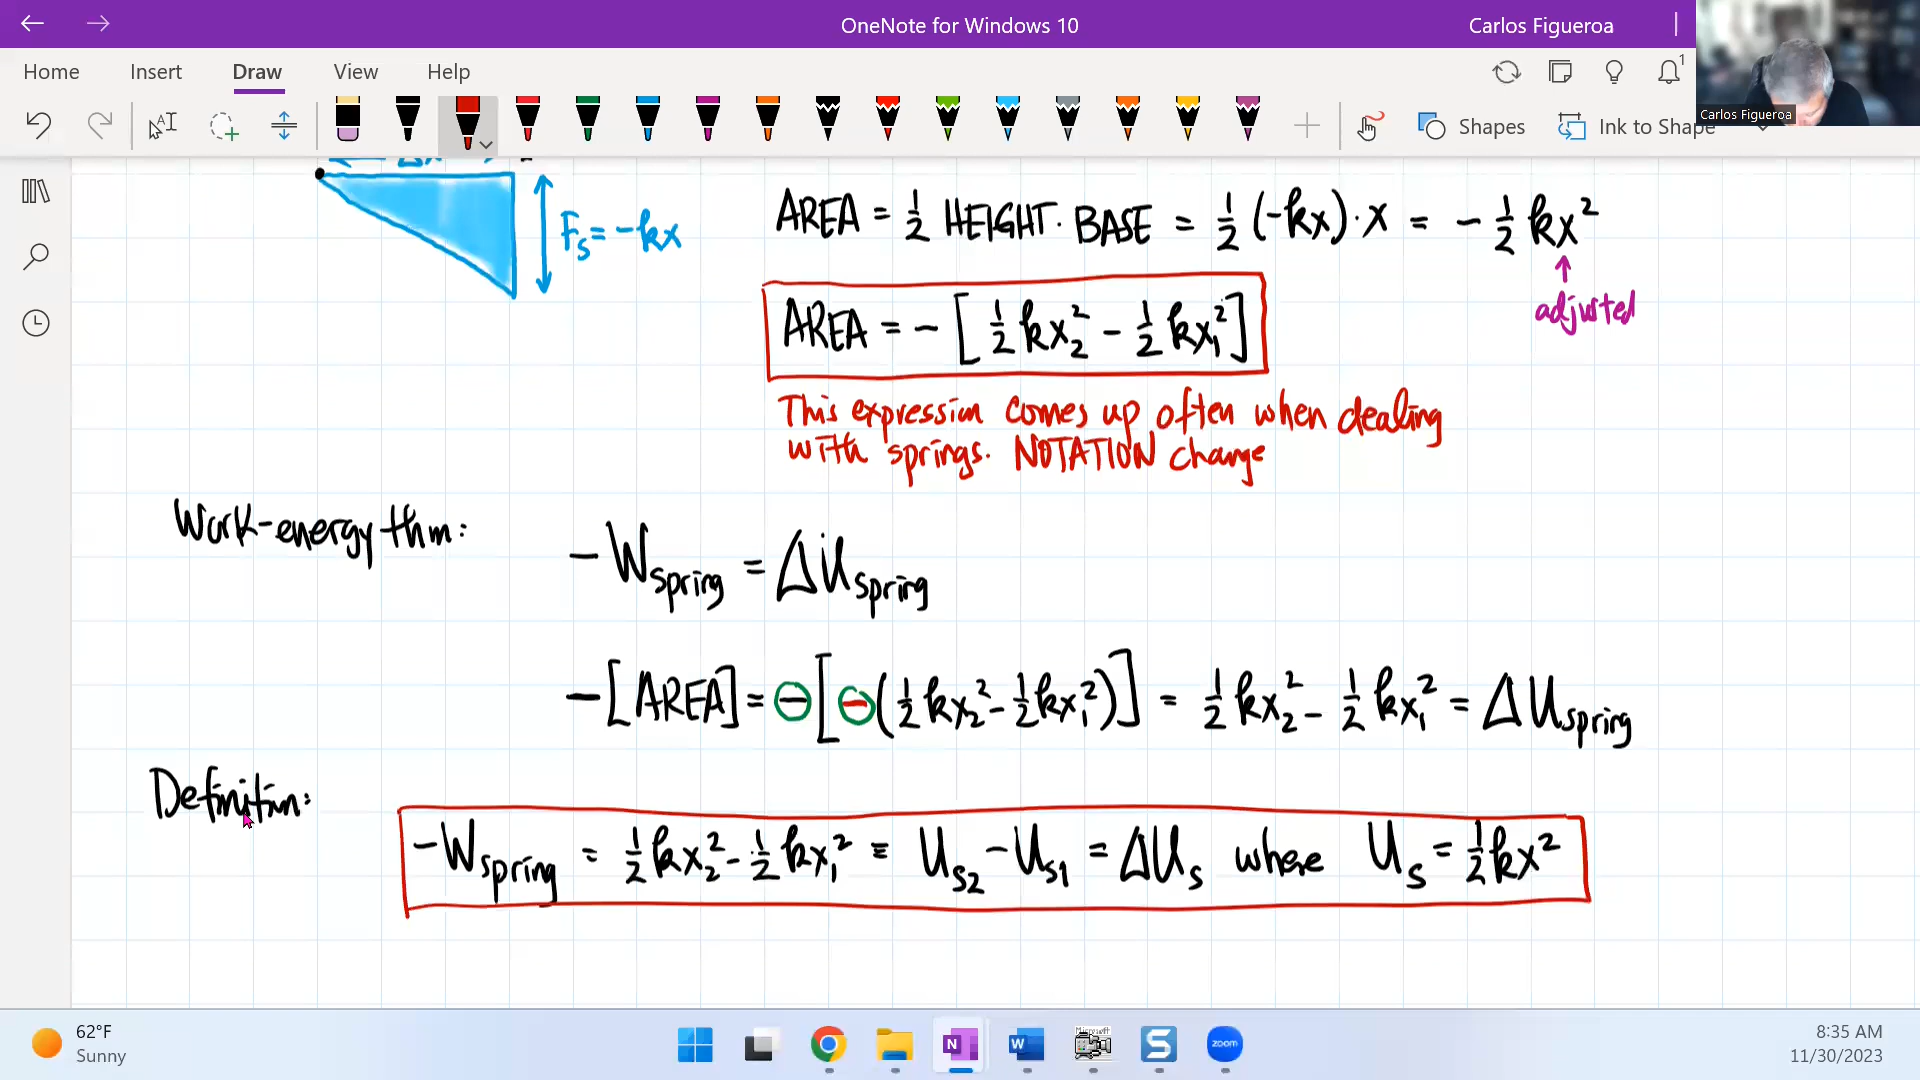 OneNote for Windows 10
Carlos Figueroa
Home Insert Draw View Help
1
Shapes
Ink to Shape
Carlos Figueroa
F_s = -kx
AREA = 1/2 HEIGHT · BASE = 1/2 (-kx) · x = - 1/2 kx²
adjusted
AREA = - [ 1/2 kx₂² - 1/2 kx₁² ]
This expression comes up often when dealing
with springs. NOTATION change
Work-energy thm:
-W_spring = ΔU_spring
-[AREA] = -[ -( 1/2 kx₂² - 1/2 kx₁² ) ] = 1/2 kx₂² - 1/2 kx₁² = ΔU_spring
Definition:
-W_spring = 1/2 kx₂² - 1/2 kx₁² ≡ U_s2 - U_s1 = ΔU_s where U_s = 1/2 kx²
62°F
Sunny
Microsoft
zoom
8:35 AM
11/30/2023